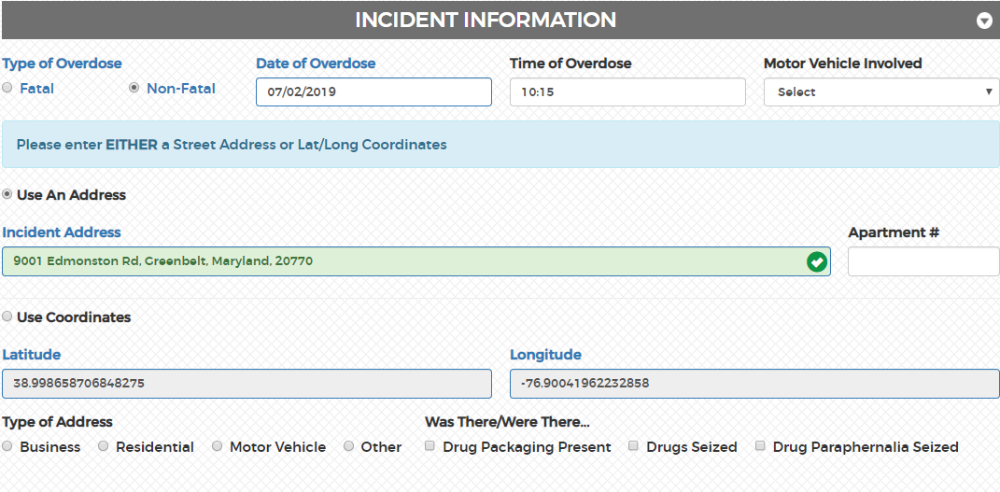 INCIDENT INFORMATION
Type of Overdose Date of Overdose Time of Overdose Motor Vehicle Involved
Fatal Non-Fatal 07/02/2019 10:15 Select
Please enter EITHER a Street Address or Lat/Long Coordinates
Use An Address
Incident Address Apartment #
9001 Edmonston Rd, Greenbelt, Maryland, 20770
Use Coordinates
Latitude Longitude
38.998658706848275 -76.90041962232858
Type of Address Was There/Were There...
Business Residential Motor Vehicle Other Drug Packaging Present Drugs Seized Drug Paraphernalia Seized